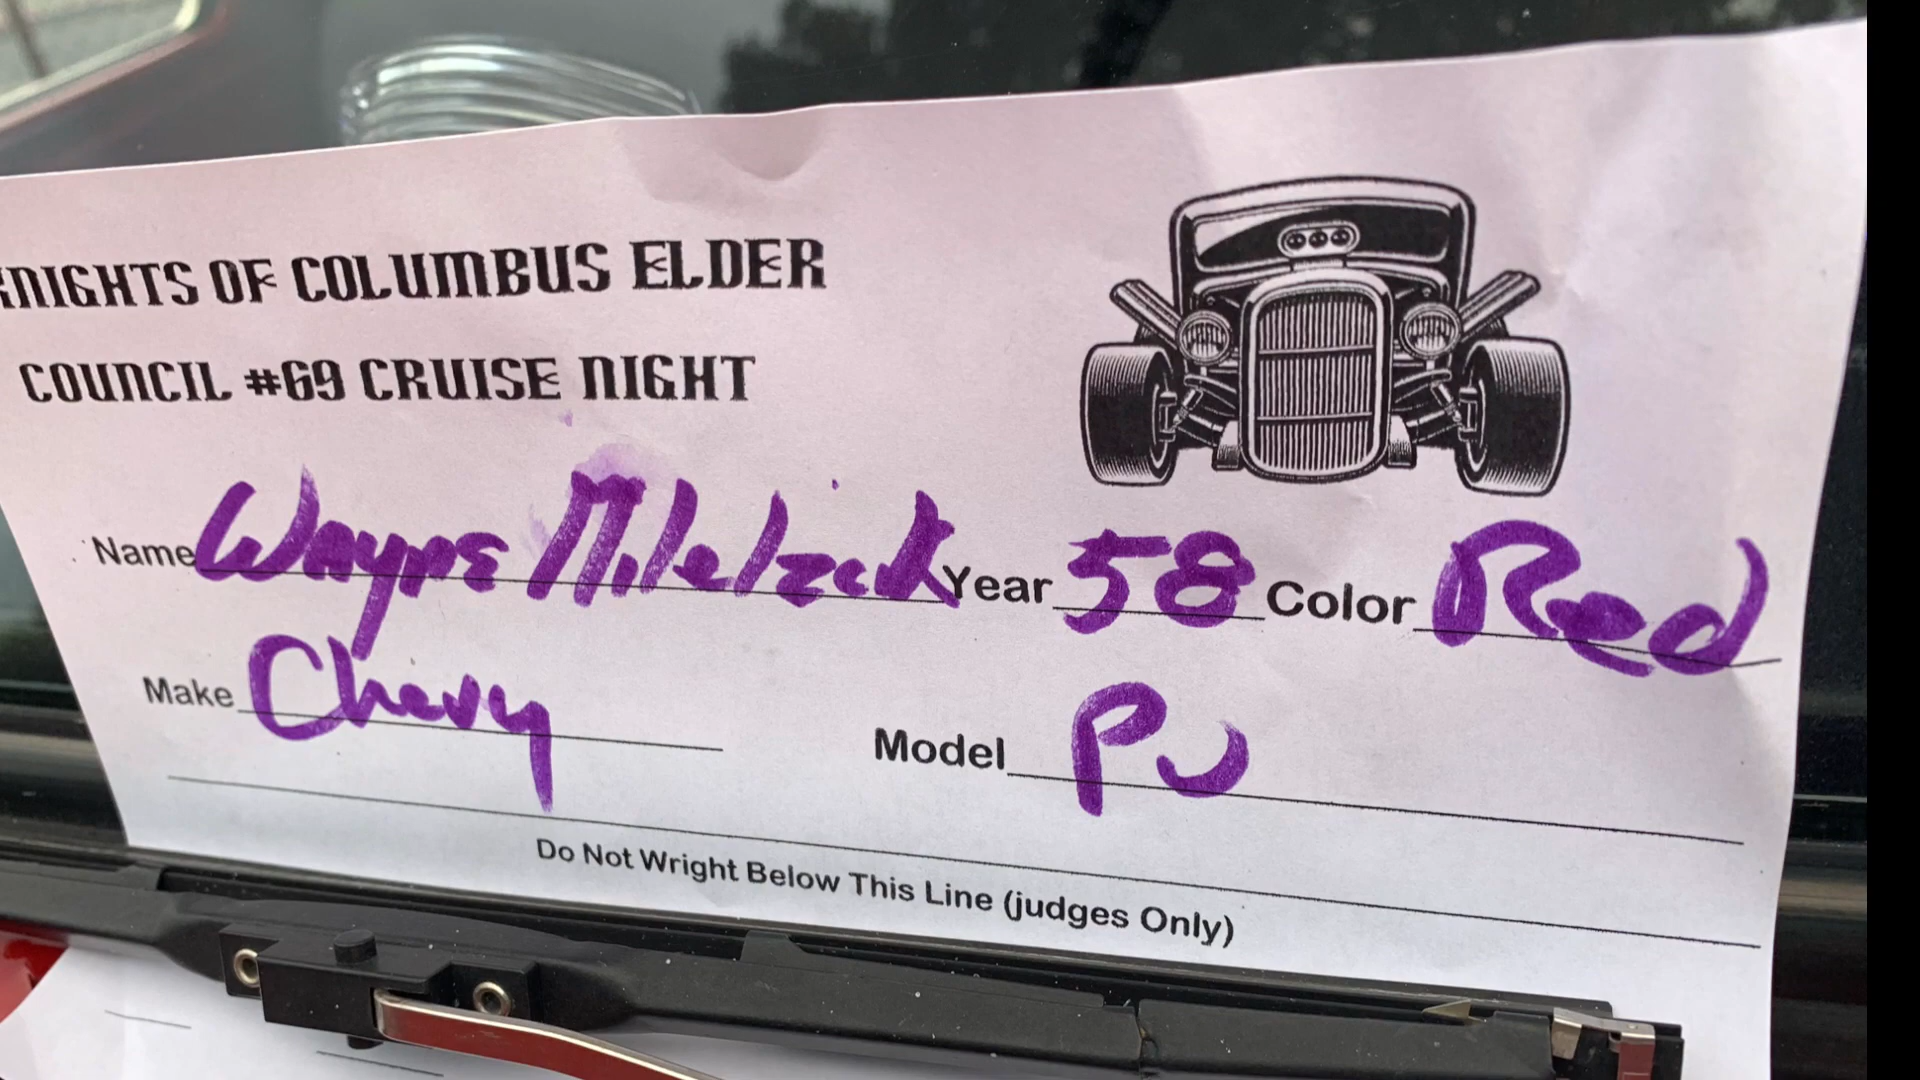 KNIGHTS OF COLUMBUS ELDER
COUNCIL #69 CRUISE NIGHT
Name Wayne Year 58 Color Red
Make Chevy Model PU
Do Not Wright Below This Line (judges Only)